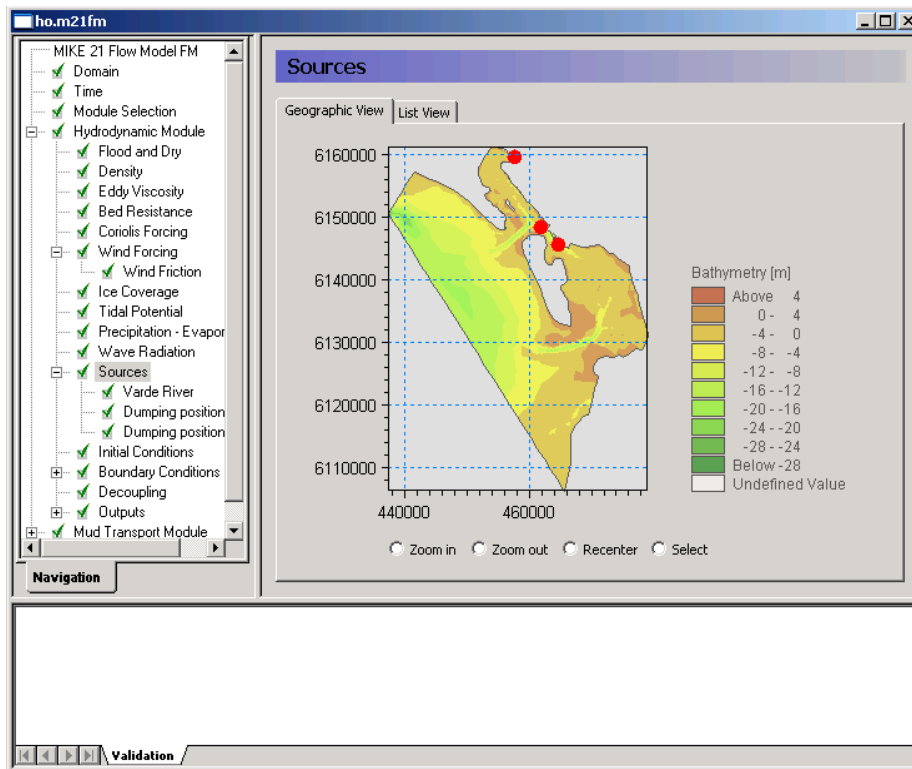 ho.m21fm
MIKE 21 Flow Model FM
Domain
Time
Module Selection
Hydrodynamic Module
Flood and Dry
Density
Eddy Viscosity
Bed Resistance
Coriolis Forcing
Wind Forcing
Wind Friction
Ice Coverage
Tidal Potential
Precipitation - Evapor
Wave Radiation
Sources
Varde River
Dumping position
Dumping position
Initial Conditions
Boundary Conditions
Decoupling
Outputs
Mud Transport Module
Navigation
Sources
Geographic View List View
6160000
6150000
6140000
6130000
6120000
6110000
440000 460000
Bathymetry [m]
Above 4
0 - 4
-4 - 0
-8 - -4
-12 - -8
-16 - -12
-20 - -16
-24 - -20
-28 - -24
Below -28
Undefined Value
Zoom in Zoom out Recenter Select
Validation